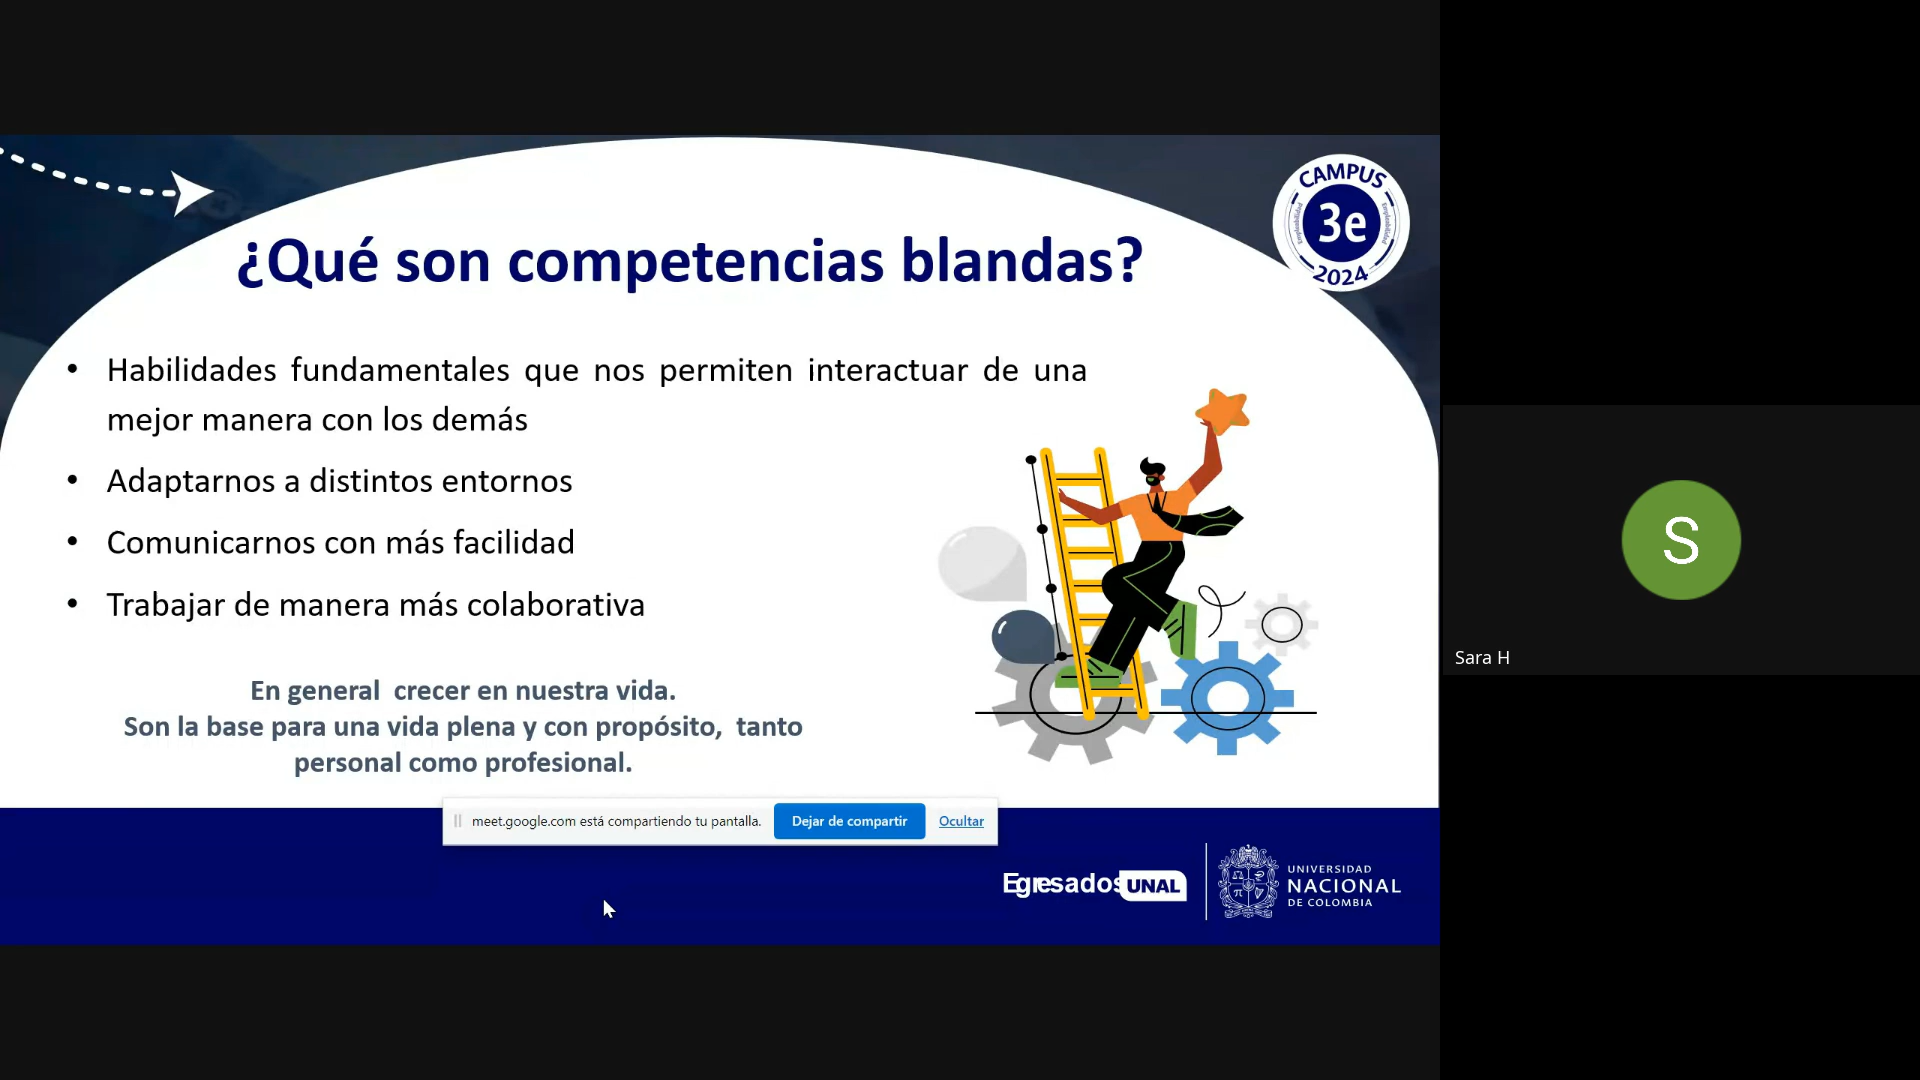 CAMPUS
3e
Empleabilidad
2024
¿Qué son competencias blandas?
• Habilidades fundamentales que nos permiten interactuar de una
mejor manera con los demás
• Adaptarnos a distintos entornos
• Comunicarnos con más facilidad
• Trabajar de manera más colaborativa
En general crecer en nuestra vida.
Son la base para una vida plena y con propósito, tanto
personal como profesional.
meet.google.com está compartiendo tu pantalla.
Dejar de compartir
Ocultar
Egresados UNAL
UNIVERSIDAD
NACIONAL
DE COLOMBIA
S
Sara H